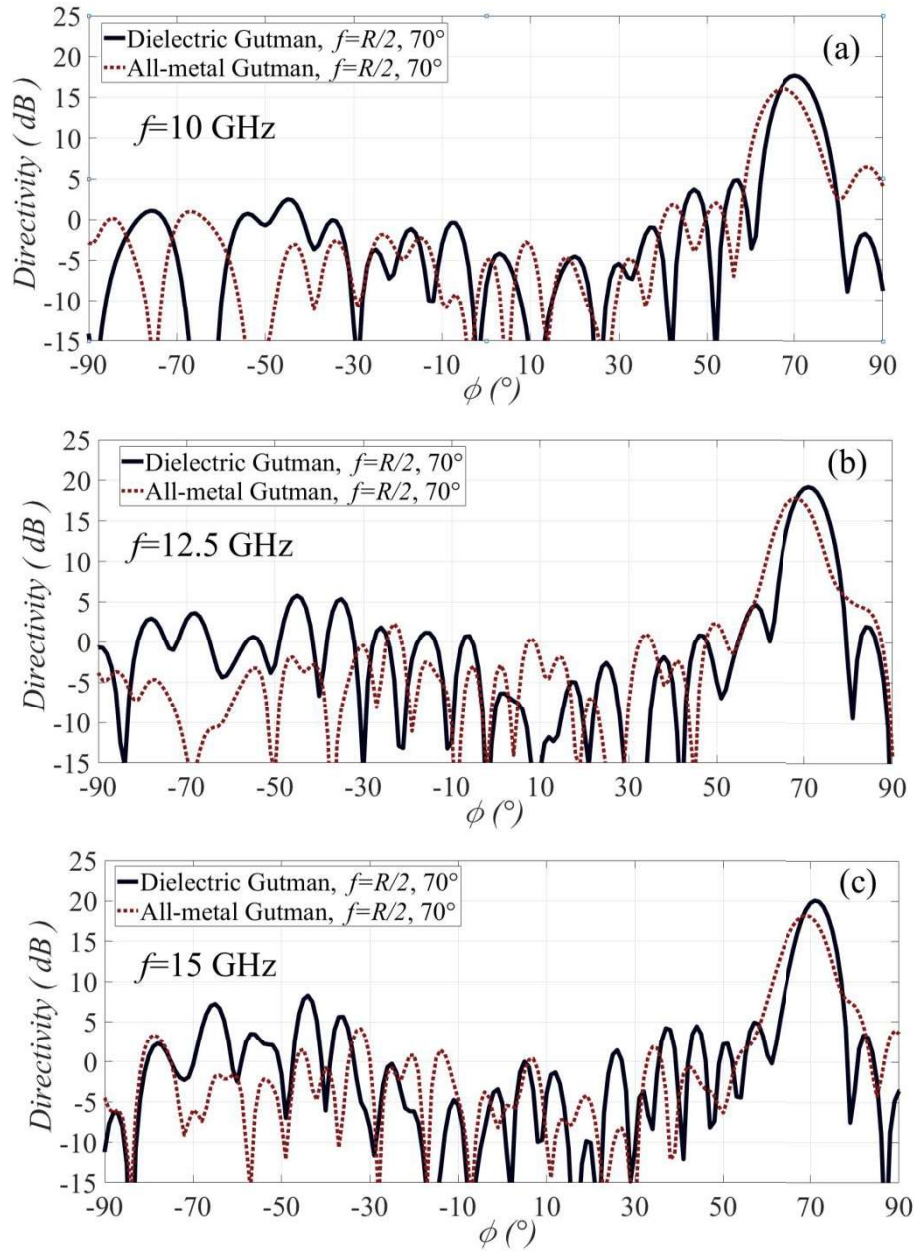 25
20
15
10
5
0
-5
-10
-15
Directivity ( dB )
Dielectric Gutman, f=R/2, 70°
All-metal Gutman, f=R/2, 70°
(a)
f=10 GHz
-90 -70 -50 -30 -10 10 30 50 70 90
ϕ (°)
25
20
15
10
5
0
-5
-10
-15
Directivity ( dB )
Dielectric Gutman, f=R/2, 70°
All-metal Gutman, f=R/2, 70°
(b)
f=12.5 GHz
-90 -70 -50 -30 -10 10 30 50 70 90
ϕ (°)
25
20
15
10
5
0
-5
-10
-15
Directivity ( dB )
Dielectric Gutman, f=R/2, 70°
All-metal Gutman, f=R/2, 70°
(c)
f=15 GHz
-90 -70 -50 -30 -10 10 30 50 70 90
ϕ (°)